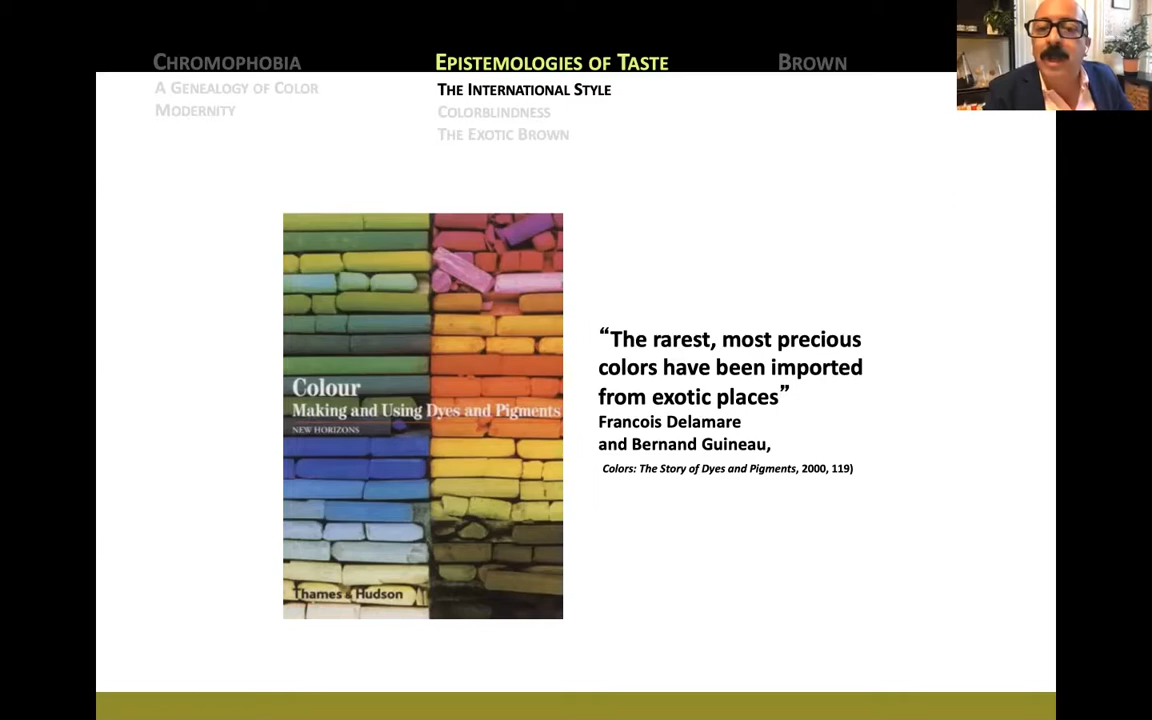 CHROMOPHOBIA
A GENEALOGY OF COLOR
MODERNITY
EPISTEMOLOGIES OF TASTE
THE INTERNATIONAL STYLE
COLORBLINDNESS
THE EXOTIC BROWN
BROWN
Colour
Making and Using Dyes and Pigments
NEW HORIZONS
Thames & Hudson
“The rarest, most precious
colors have been imported
from exotic places”
Francois Delamare
and Bernand Guineau,
Colors: The Story of Dyes and Pigments, 2000, 119)